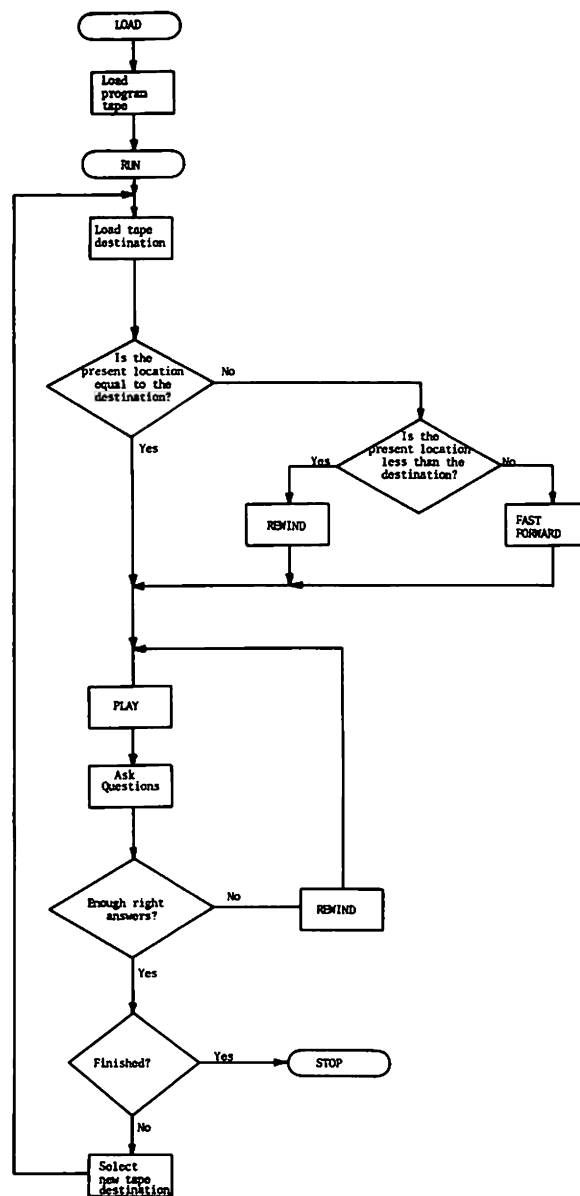 LOAD
Load
program
tape
RUN
Load tape
destination
Is the
present location
equal to the
destination?
No
Yes
Is the
present location
less than the
destination?
Yes
No
REWIND
FAST
FORWARD
PLAY
Ask
Questions
Enough right
answers?
No
REWIND
Yes
Finished?
Yes
STOP
No
Select
new tape
destination